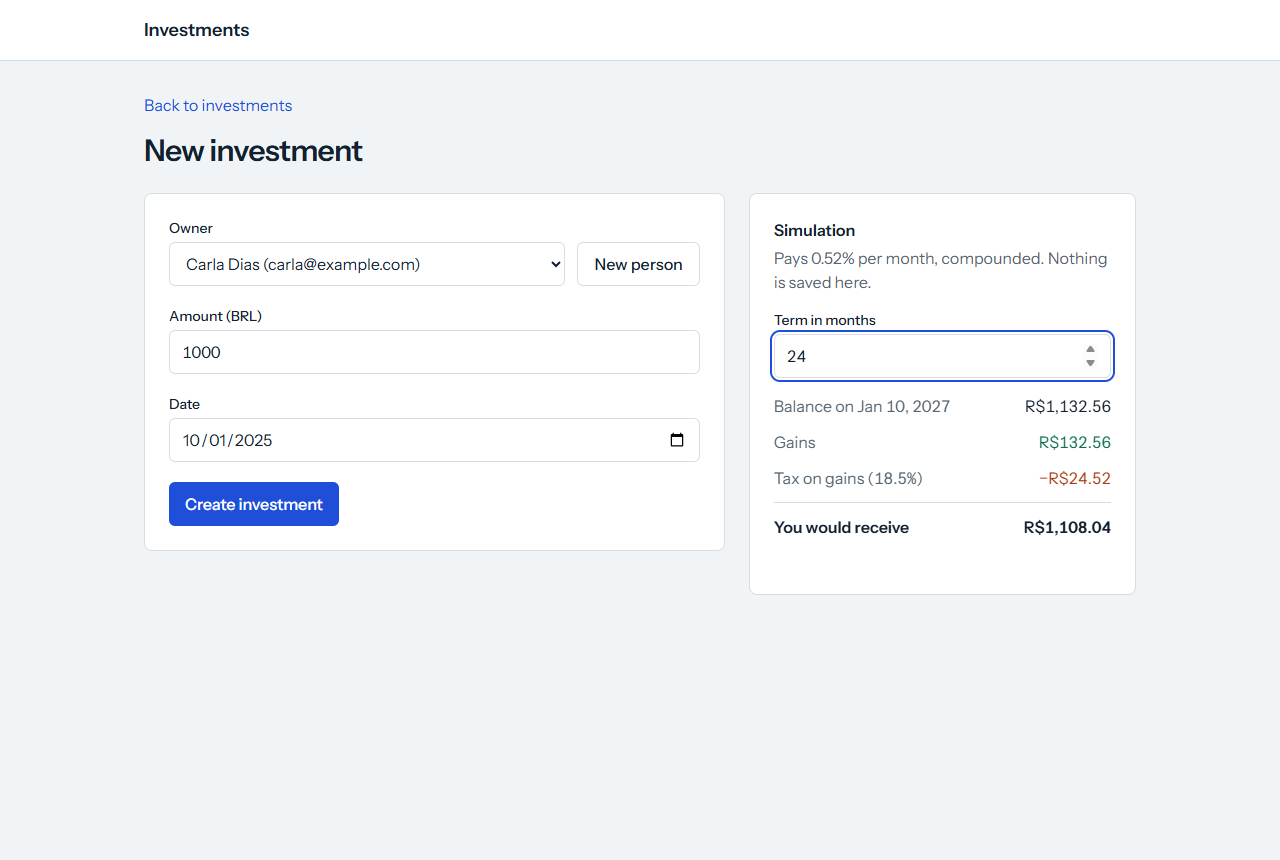 Investments
Back to investments
New investment
Owner
Carla Dias (carla@example.com)
New person
Amount (BRL)
1000
Date
10/01/2025
Create investment
Simulation
Pays 0.52% per month, compounded. Nothing
is saved here.
Term in months
24
Balance on Jan 10, 2027 R$1,132.56
Gains R$132.56
Tax on gains (18.5%) −R$24.52
You would receive R$1,108.04